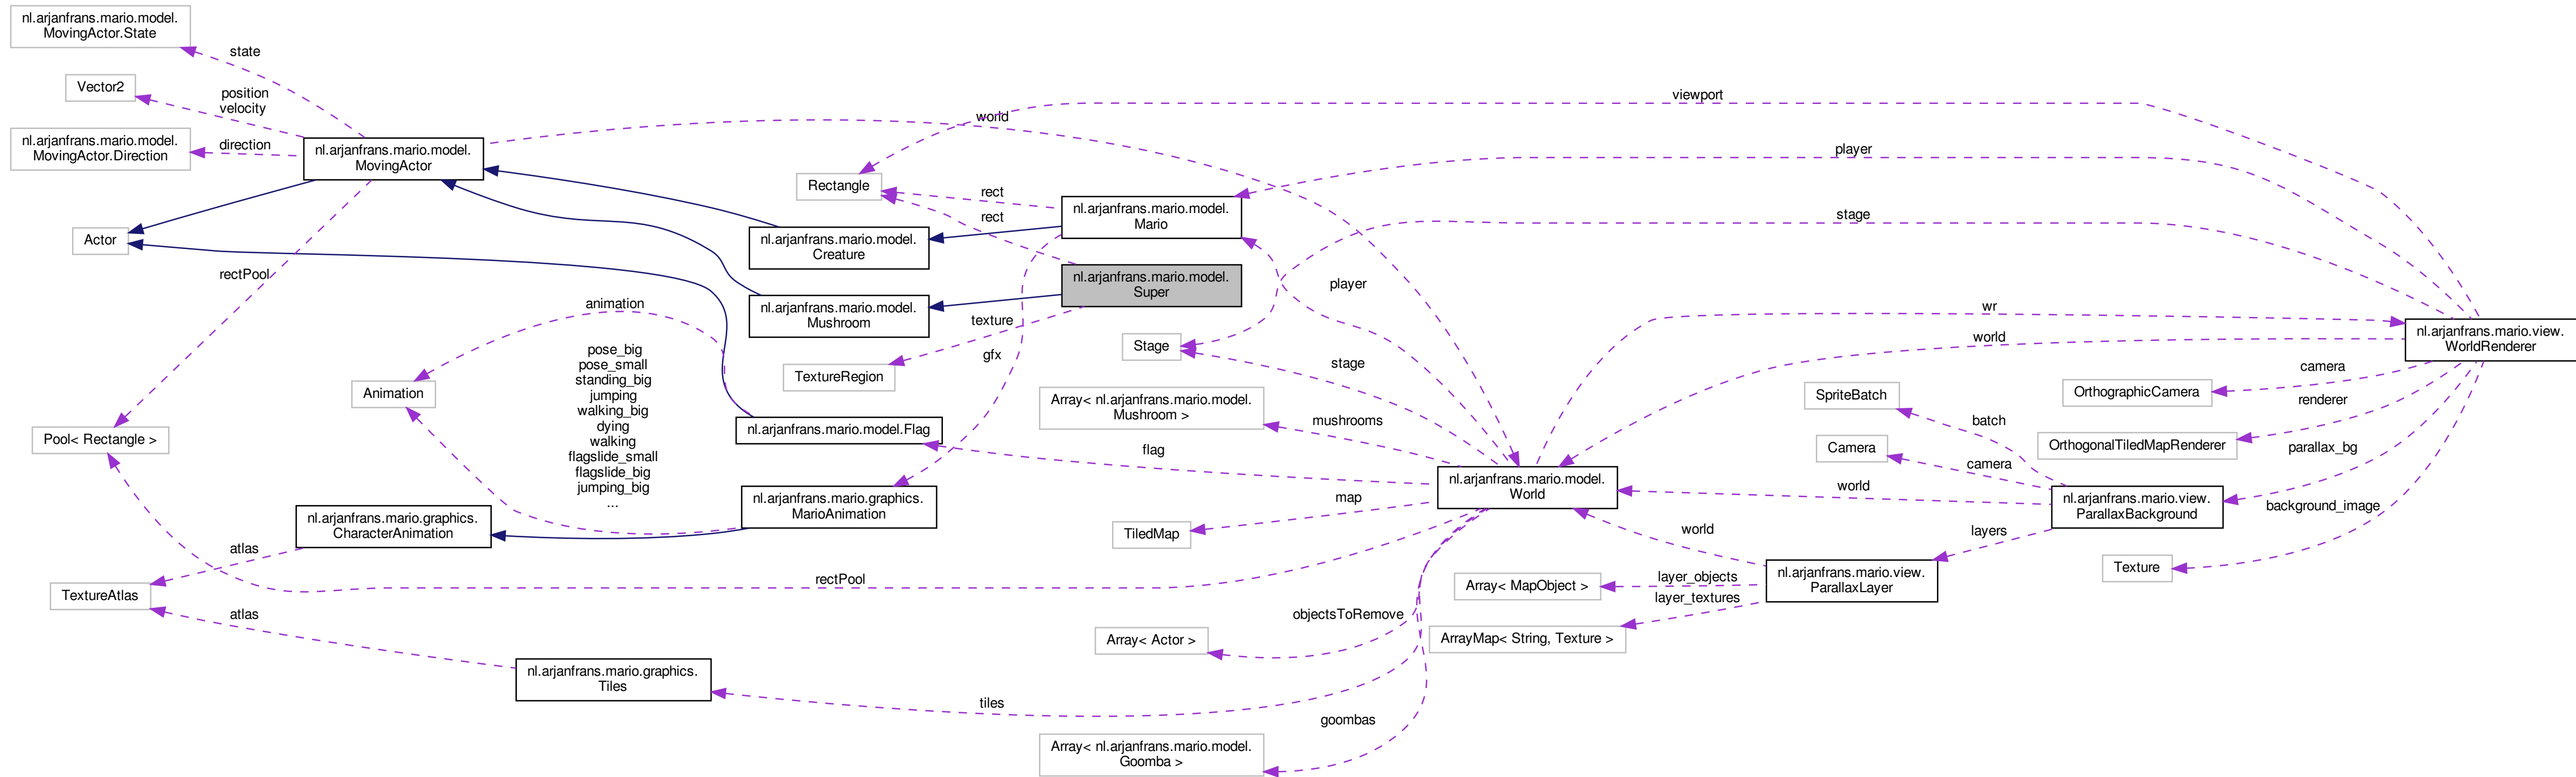 nl.arjanfrans.mario.model.
MovingActor.State
state
Vector2
position
velocity
nl.arjanfrans.mario.model.
MovingActor.Direction
direction
nl.arjanfrans.mario.model.
MovingActor
Actor
rectPool
Pool< Rectangle >
world
viewport
player
Rectangle
rect
rect
nl.arjanfrans.mario.model.
Mario
nl.arjanfrans.mario.model.
Creature
nl.arjanfrans.mario.model.
Super
nl.arjanfrans.mario.model.
Mushroom
stage
player
animation
texture
gfx
TextureRegion
Stage
stage
wr
world
nl.arjanfrans.mario.view.
WorldRenderer
pose_big
pose_small
standing_big
jumping
walking_big
dying
walking
flagslide_small
flagslide_big
jumping_big
...
Animation
nl.arjanfrans.mario.model.Flag
Array< nl.arjanfrans.mario.model.
Mushroom >
mushrooms
flag
SpriteBatch
batch
Camera
camera
camera
OrthographicCamera
renderer
OrthogonalTiledMapRenderer
parallax_bg
background_image
nl.arjanfrans.mario.graphics.
CharacterAnimation
nl.arjanfrans.mario.graphics.
MarioAnimation
map
TiledMap
nl.arjanfrans.mario.model.
World
world
nl.arjanfrans.mario.view.
ParallaxBackground
layers
world
Texture
atlas
TextureAtlas
atlas
rectPool
Array< MapObject >
layer_objects
layer_textures
nl.arjanfrans.mario.view.
ParallaxLayer
objectsToRemove
Array< Actor >
ArrayMap< String, Texture >
nl.arjanfrans.mario.graphics.
Tiles
tiles
goombas
Array< nl.arjanfrans.mario.model.
Goomba >